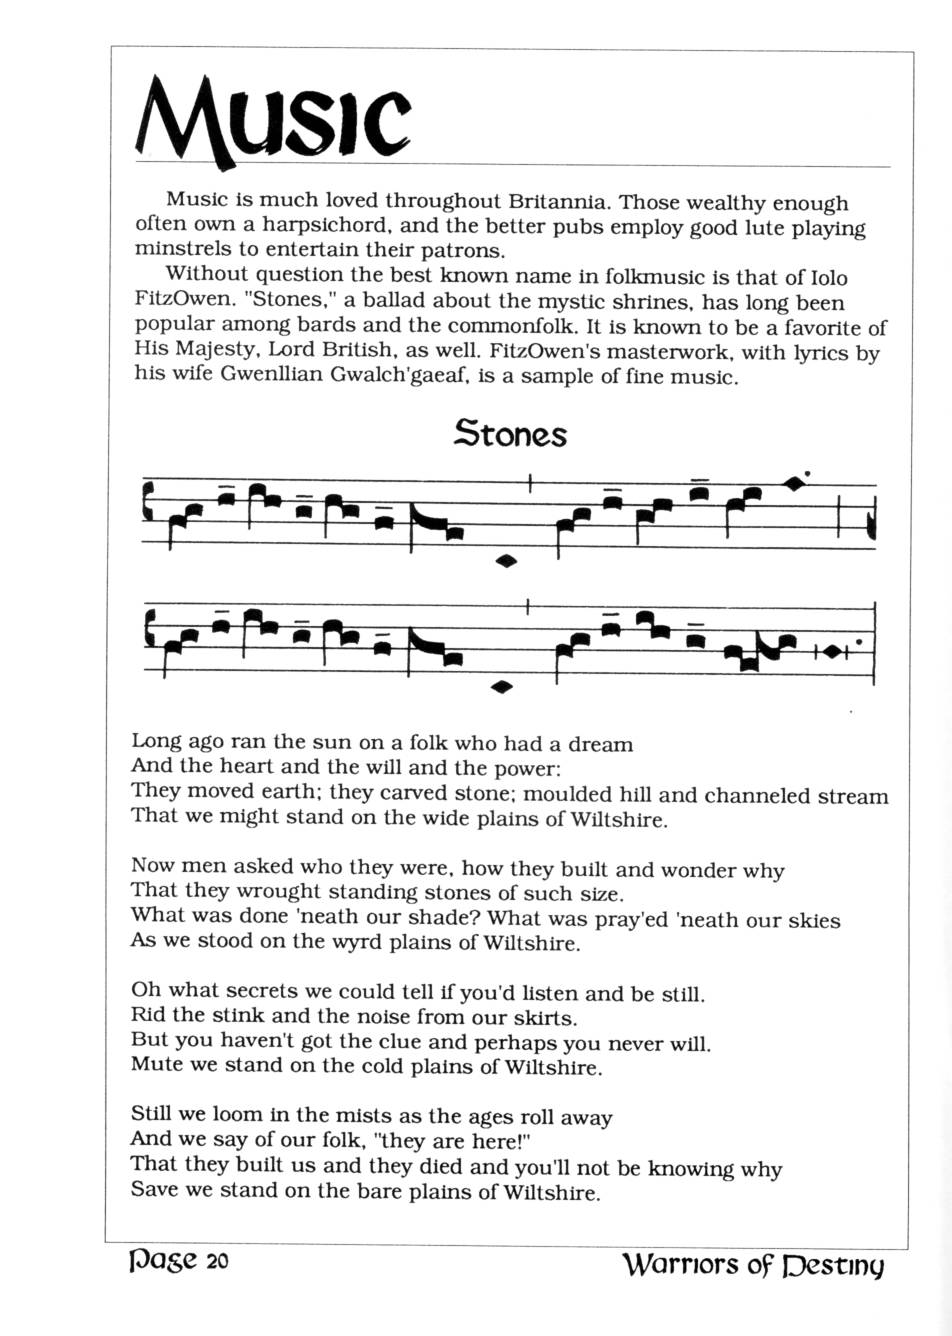 Music
Music is much loved throughout Britannia. Those wealthy enough
often own a harpsichord, and the better pubs employ good lute playing
minstrels to entertain their patrons.
Without question the best known name in folkmusic is that of Iolo
FitzOwen. "Stones," a ballad about the mystic shrines, has long been
popular among bards and the commonfolk. It is known to be a favorite of
His Majesty, Lord British, as well. FitzOwen's masterwork, with lyrics by
his wife Gwenllian Gwalch'gaeaf, is a sample of fine music.
Stones
Long ago ran the sun on a folk who had a dream
And the heart and the will and the power:
They moved earth; they carved stone; moulded hill and channeled stream
That we might stand on the wide plains of Wiltshire.
Now men asked who they were, how they built and wonder why
That they wrought standing stones of such size.
What was done 'neath our shade? What was pray'ed 'neath our skies
As we stood on the wyrd plains of Wiltshire.
Oh what secrets we could tell if you'd listen and be still.
Rid the stink and the noise from our skirts.
But you haven't got the clue and perhaps you never will.
Mute we stand on the cold plains of Wiltshire.
Still we loom in the mists as the ages roll away
And we say of our folk, "they are here!"
That they built us and they died and you'll not be knowing why
Save we stand on the bare plains of Wiltshire.
Page 20
Warriors of Destiny